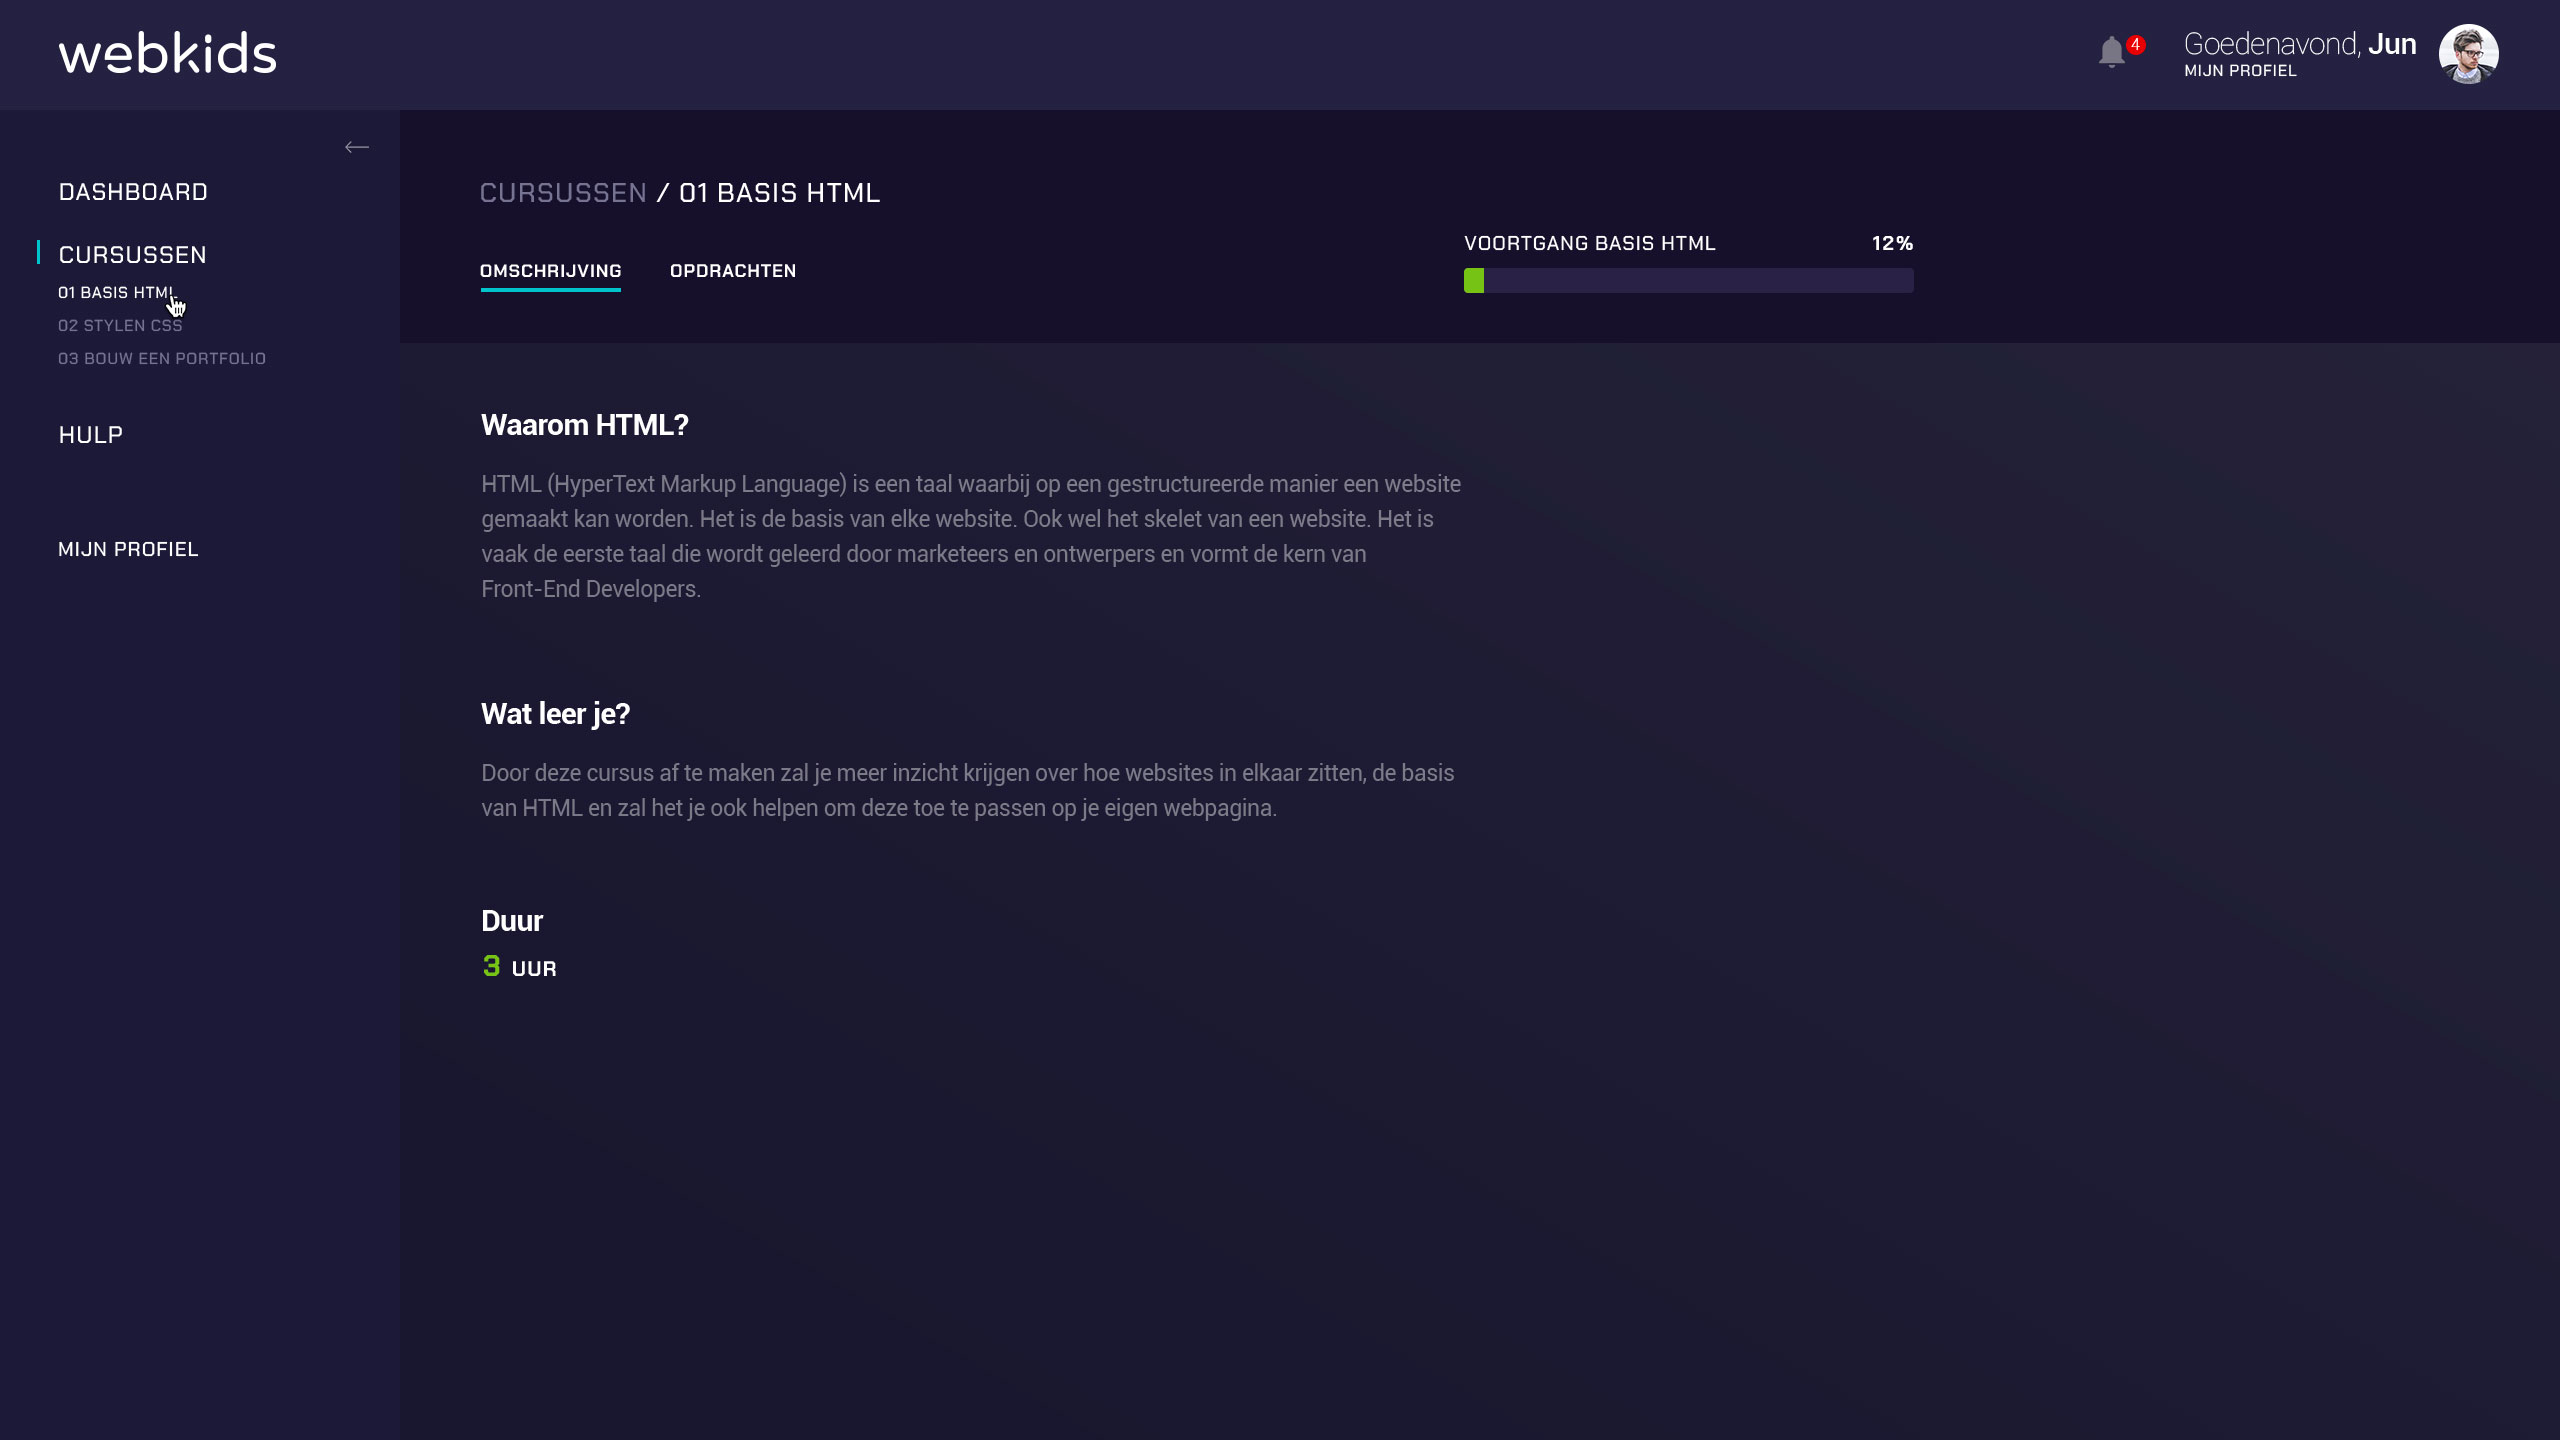 webkids
4
Goedenavond, Jun
MIJN PROFIEL
DASHBOARD
CURSUSSEN
01 BASIS HTML
02 STYLEN CSS
03 BOUW EEN PORTFOLIO
HULP
MIJN PROFIEL
CURSUSSEN / 01 BASIS HTML
OMSCHRIJVING OPDRACHTEN
VOORTGANG BASIS HTML 12%
Waarom HTML?
HTML (HyperText Markup Language) is een taal waarbij op een gestructureerde manier een website
gemaakt kan worden. Het is de basis van elke website. Ook wel het skelet van een website. Het is
vaak de eerste taal die wordt geleerd door marketeers en ontwerpers en vormt de kern van
Front-End Developers.
Wat leer je?
Door deze cursus af te maken zal je meer inzicht krijgen over hoe websites in elkaar zitten, de basis
van HTML en zal het je ook helpen om deze toe te passen op je eigen webpagina.
Duur
3 UUR